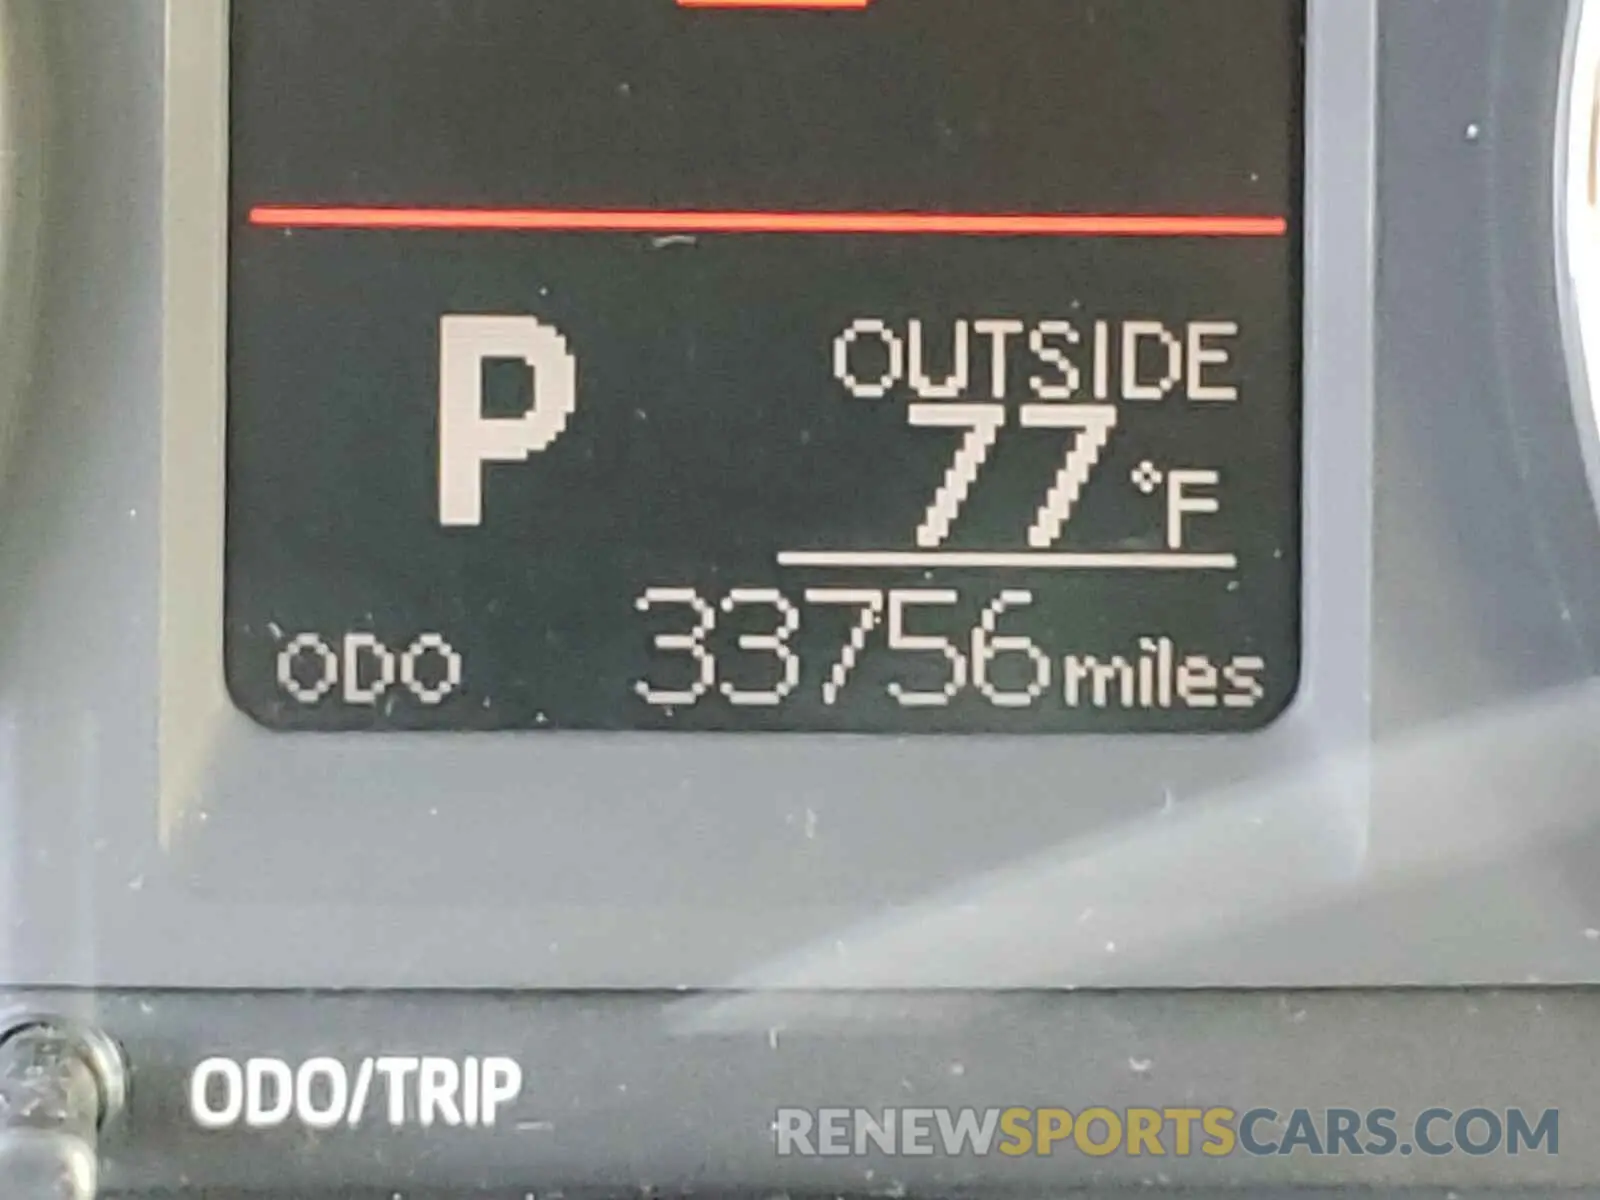 P
OUTSIDE
77 °F
ODO 33756 miles
ODO/TRIP
RENEWSPORTSCARS.COM